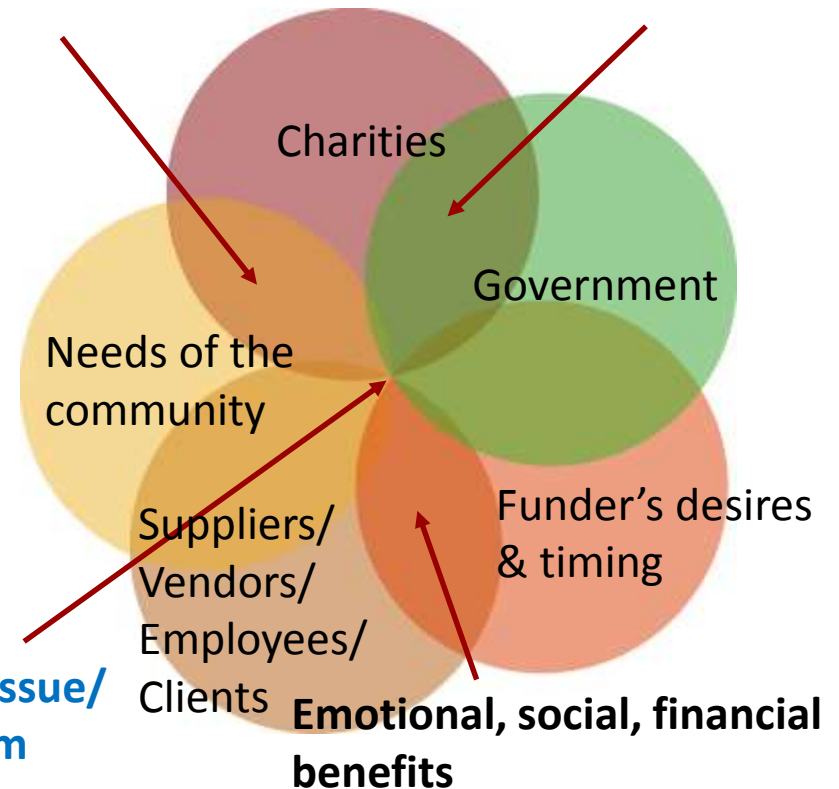 Charities
Government
Needs of the
community
Suppliers/
Vendors/
Employees/
Clients
Funder’s desires
& timing
ssue/
m
Emotional, social, financial
benefits